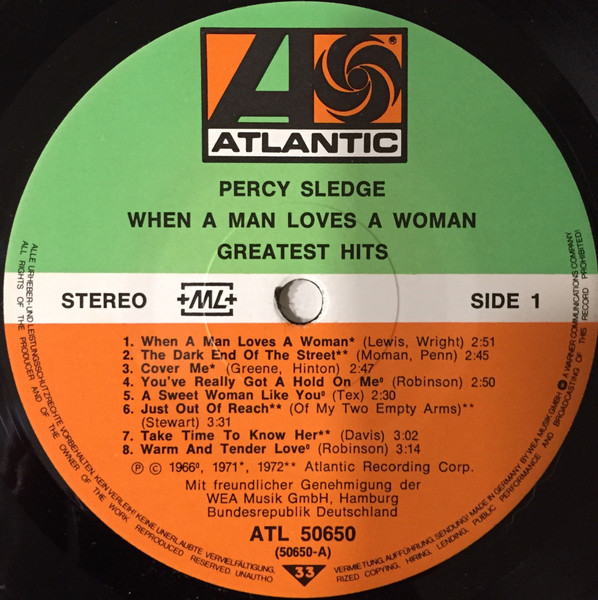 ATLANTIC
®
PERCY SLEDGE
WHEN A MAN LOVES A WOMAN
GREATEST HITS
STEREO +ML+ SIDE 1
1. When A Man Loves A Woman* (Lewis, Wright) 2:51
2. The Dark End Of The Street** (Moman, Penn) 2:45
3. Cover Me* (Greene, Hinton) 2:47
4. You've Really Got A Hold On Me⁰ (Robinson) 2:50
5. A Sweet Woman Like You⁰ (Tex) 2:30
6. Just Out Of Reach** (Of My Two Empty Arms)**
(Stewart) 3:31
7. Take Time To Know Her** (Davis) 3:02
8. Warm And Tender Love⁰ (Robinson) 3:14
Ⓟ © 1966⁰, 1971*, 1972** Atlantic Recording Corp.
Mit freundlicher Genehmigung der
WEA Musik GmbH, Hamburg
Bundesrepublik Deutschland
ATL 50650
(50650-A)
33
ALLE URHEBER- UND LEISTUNGSSCHUTZRECHTE VORBEHALTEN. KEIN VERLEIH! KEINE UNERLAUBTE VERVIELFÄLTIGUNG, VERMIETUNG, AUFFÜHRUNG, SENDUNG! MADE IN GERMANY BY WEA MUSIK GMBH A WARNER COMMUNICATIONS COMPANY
ALL RIGHTS OF THE PRODUCER AND OF THE OWNER OF THE WORK REPRODUCED RESERVED. UNAUTHORIZED COPYING, HIRING, LENDING, PUBLIC PERFORMANCE AND BROADCASTING OF THIS RECORD PROHIBITED!